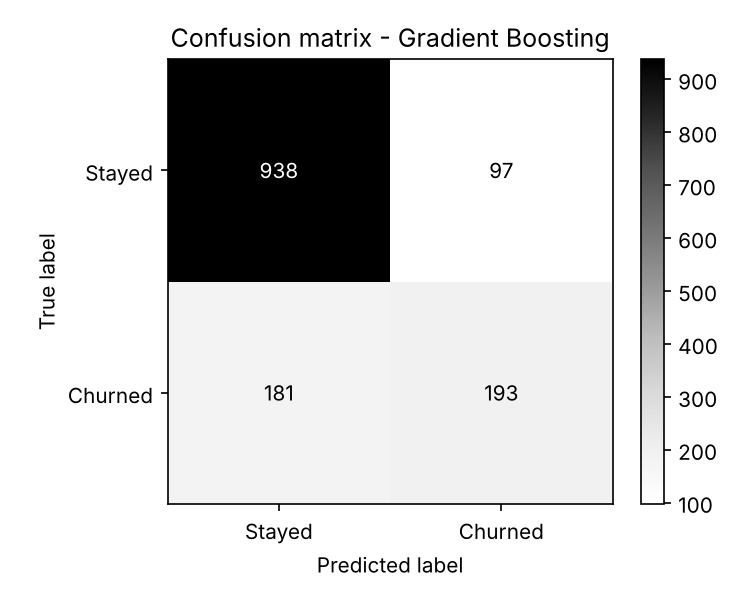 Confusion matrix - Gradient Boosting
True label
Stayed
938
97
Churned
181
193
Stayed
Churned
Predicted label
900
800
700
600
500
400
300
200
100